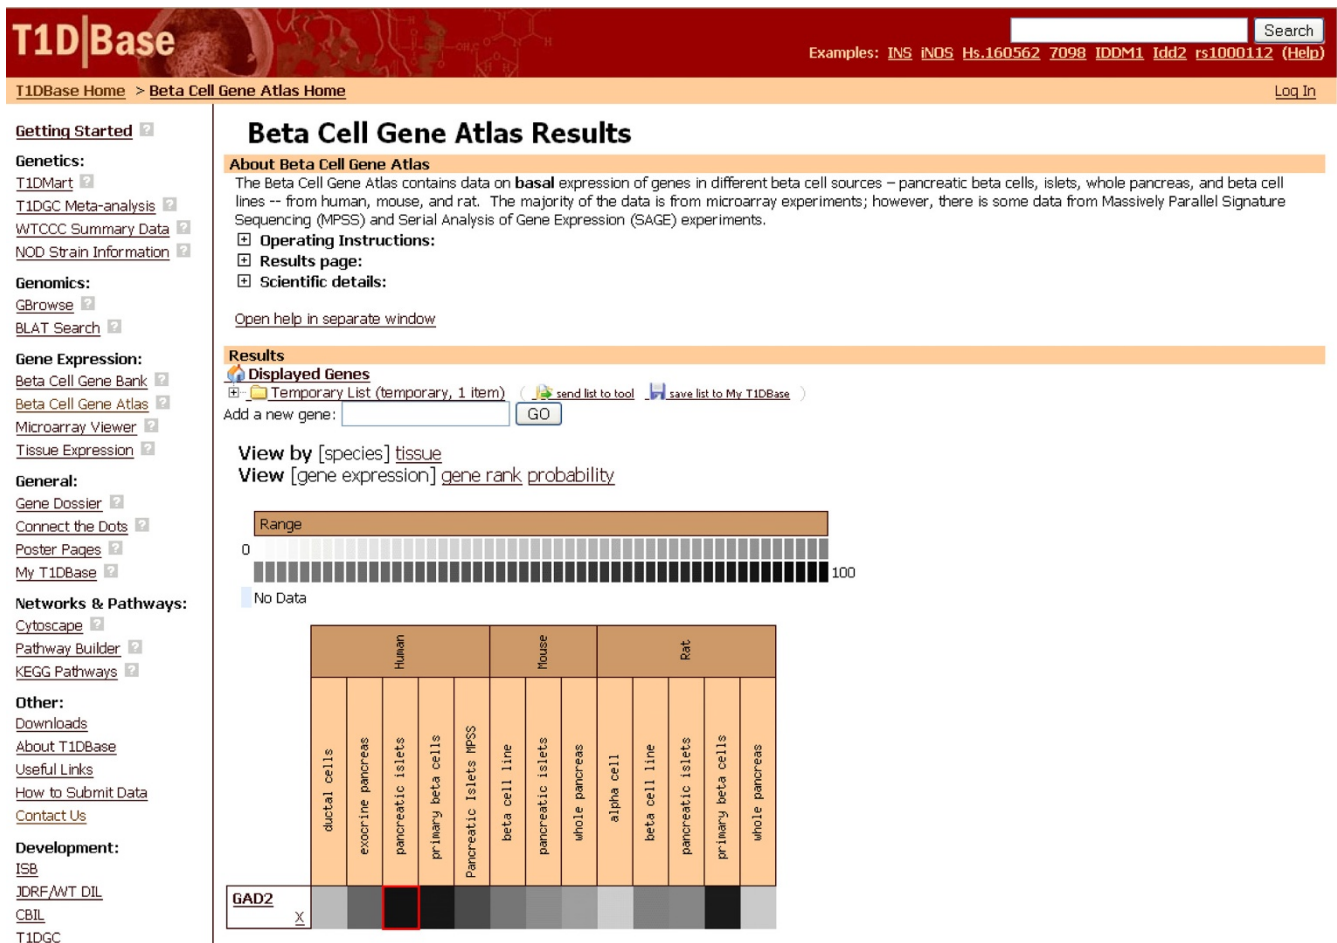 T1D|Base
Search
Examples: INS iNOS Hs.160562 7098 IDDM1 Idd2 rs1000112 (Help)
T1DBase Home > Beta Cell Gene Atlas Home
Log In
Getting Started ?
Genetics:
T1DMart ?
T1DGC Meta-analysis ?
WTCCC Summary Data ?
NOD Strain Information ?
Genomics:
GBrowse ?
BLAT Search ?
Gene Expression:
Beta Cell Gene Bank ?
Beta Cell Gene Atlas ?
Microarray Viewer ?
Tissue Expression ?
General:
Gene Dossier ?
Connect the Dots ?
Poster Pages ?
My T1DBase ?
Networks & Pathways:
Cytoscape ?
Pathway Builder ?
KEGG Pathways ?
Other:
Downloads
About T1DBase
Useful Links
How to Submit Data
Contact Us
Development:
ISB
JDRF/WT DIL
CBIL
T1DGC
Beta Cell Gene Atlas Results
About Beta Cell Gene Atlas
The Beta Cell Gene Atlas contains data on basal expression of genes in different beta cell sources – pancreatic beta cells, islets, whole pancreas, and beta cell
lines -- from human, mouse, and rat. The majority of the data is from microarray experiments; however, there is some data from Massively Parallel Signature
Sequencing (MPSS) and Serial Analysis of Gene Expression (SAGE) experiments.
Operating Instructions:
Results page:
Scientific details:
Open help in separate window
Results
Displayed Genes
Temporary List (temporary, 1 item) ( send list to tool save list to My T1DBase )
Add a new gene: GO
View by [species] tissue
View [gene expression] gene rank probability
Range
0
100
No Data
Human
Mouse
Rat
ductal cells
exocrine pancreas
pancreatic islets
primary beta cells
Pancreatic Islets MPSS
beta cell line
pancreatic islets
whole pancreas
alpha cell
beta cell line
pancreatic islets
primary beta cells
whole pancreas
GAD2
X